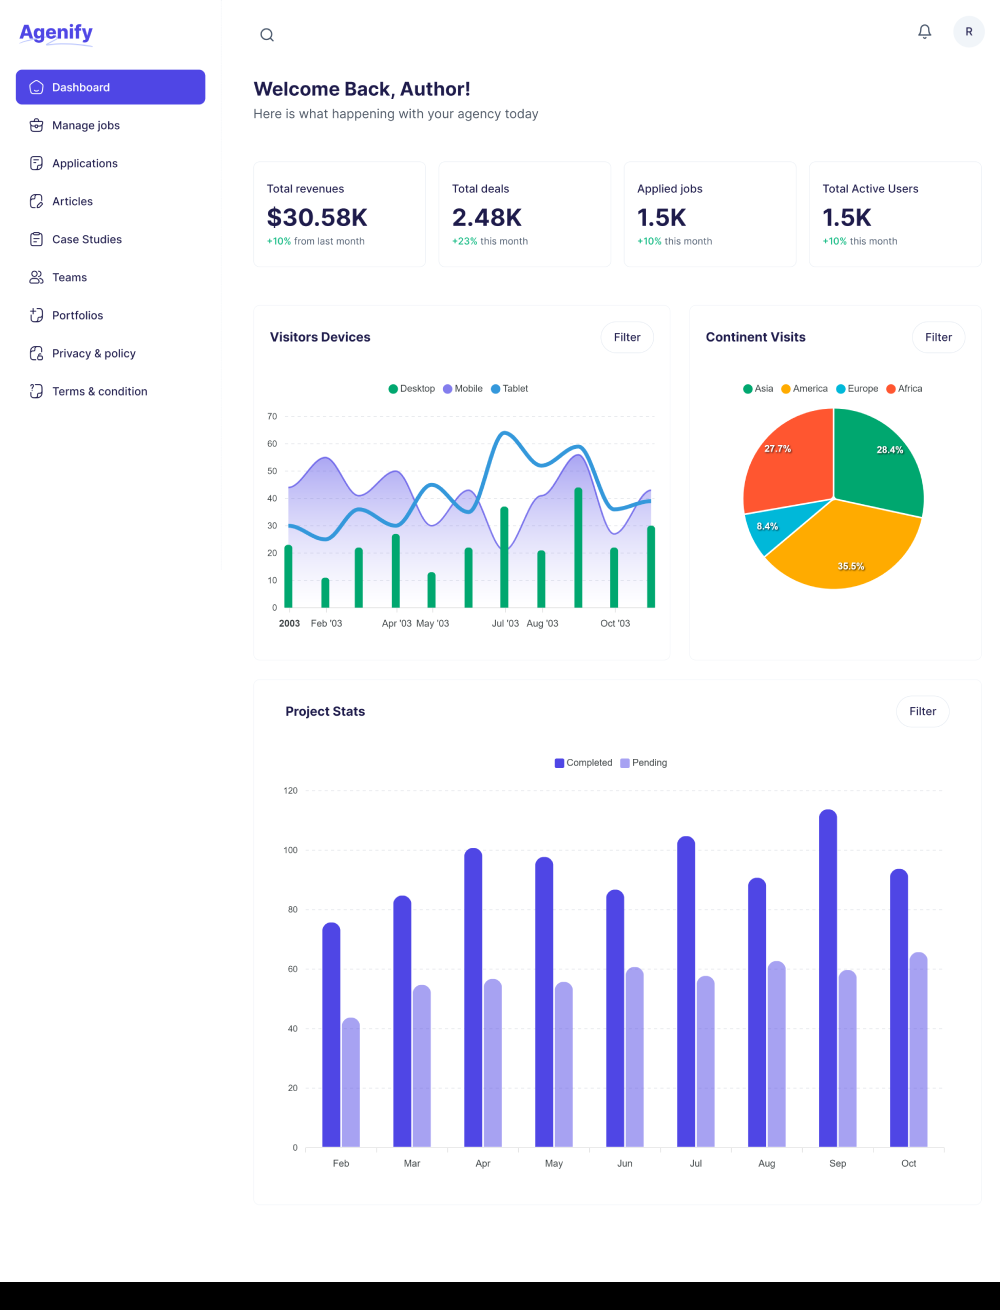 Agenify
R
Dashboard
Manage jobs
Applications
Articles
Case Studies
Teams
Portfolios
Privacy & policy
Terms & condition
Welcome Back, Author!
Here is what happening with your agency today
Total revenues
$30.58K
+10% from last month
Total deals
2.48K
+23% this month
Applied jobs
1.5K
+10% this month
Total Active Users
1.5K
+10% this month
Visitors Devices
Filter
Desktop Mobile Tablet
70
60
50
40
30
20
10
0
2003 Feb '03 Apr '03 May '03 Jul '03 Aug '03 Oct '03
Continent Visits
Filter
Asia America Europe Africa
27.7%
28.4%
8.4%
35.5%
Project Stats
Filter
Completed Pending
120
100
80
60
40
20
0
Feb Mar Apr May Jun Jul Aug Sep Oct